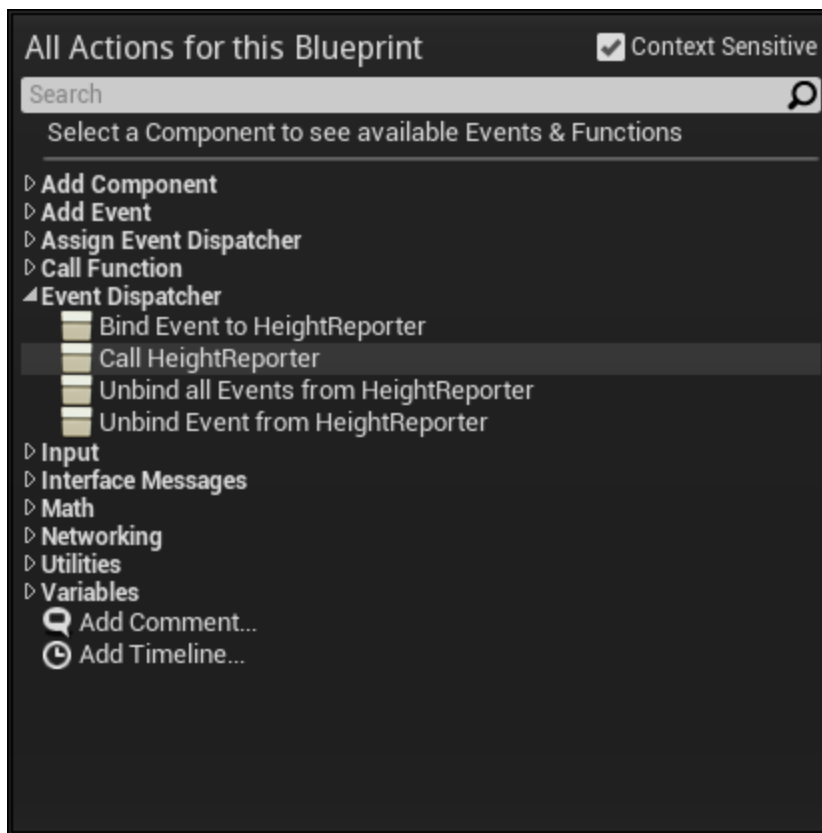 All Actions for this Blueprint
Context Sensitive
Search
Select a Component to see available Events & Functions
Add Component
Add Event
Assign Event Dispatcher
Call Function
Event Dispatcher
Bind Event to HeightReporter
Call HeightReporter
Unbind all Events from HeightReporter
Unbind Event from HeightReporter
Input
Interface Messages
Math
Networking
Utilities
Variables
Add Comment...
Add Timeline...